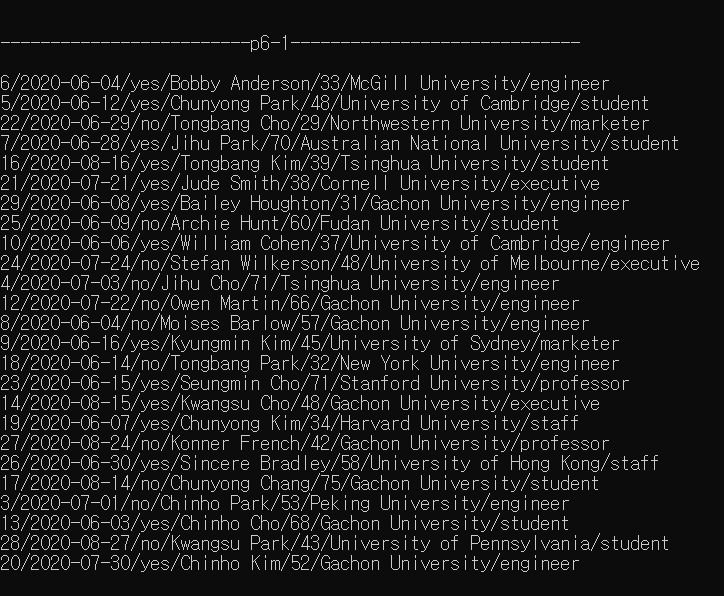 -------------------------p6-1-----------------------------
6/2020-06-04/yes/Bobby Anderson/33/McGill University/engineer
5/2020-06-12/yes/Chunyong Park/48/University of Cambridge/student
22/2020-06-29/no/Tongbang Cho/29/Northwestern University/marketer
7/2020-06-28/yes/Jihu Park/70/Australian National University/student
16/2020-08-16/yes/Tongbang Kim/39/Tsinghua University/student
21/2020-07-21/yes/Jude Smith/38/Cornell University/executive
29/2020-06-08/yes/Bailey Houghton/31/Gachon University/engineer
25/2020-06-09/no/Archie Hunt/60/Fudan University/student
10/2020-06-06/yes/William Cohen/37/University of Cambridge/engineer
24/2020-07-24/no/Stefan Wilkerson/48/University of Melbourne/executive
4/2020-07-03/no/Jihu Cho/71/Tsinghua University/engineer
12/2020-07-22/no/Owen Martin/66/Gachon University/engineer
8/2020-06-04/no/Moises Barlow/57/Gachon University/engineer
9/2020-06-16/yes/Kyungmin Kim/45/University of Sydney/marketer
18/2020-06-14/no/Tongbang Park/32/New York University/engineer
23/2020-06-15/yes/Seungmin Cho/71/Stanford University/professor
14/2020-08-15/yes/Kwangsu Cho/48/Gachon University/executive
19/2020-06-07/yes/Chunyong Kim/34/Harvard University/staff
27/2020-08-24/no/Konner French/42/Gachon University/professor
26/2020-06-30/yes/Sincere Bradley/58/University of Hong Kong/staff
17/2020-08-14/no/Chunyong Chang/75/Gachon University/student
3/2020-07-01/no/Chinho Park/53/Peking University/engineer
13/2020-06-03/yes/Chinho Cho/68/Gachon University/student
28/2020-08-27/no/Kwangsu Park/43/University of Pennsylvania/student
20/2020-07-30/yes/Chinho Kim/52/Gachon University/engineer